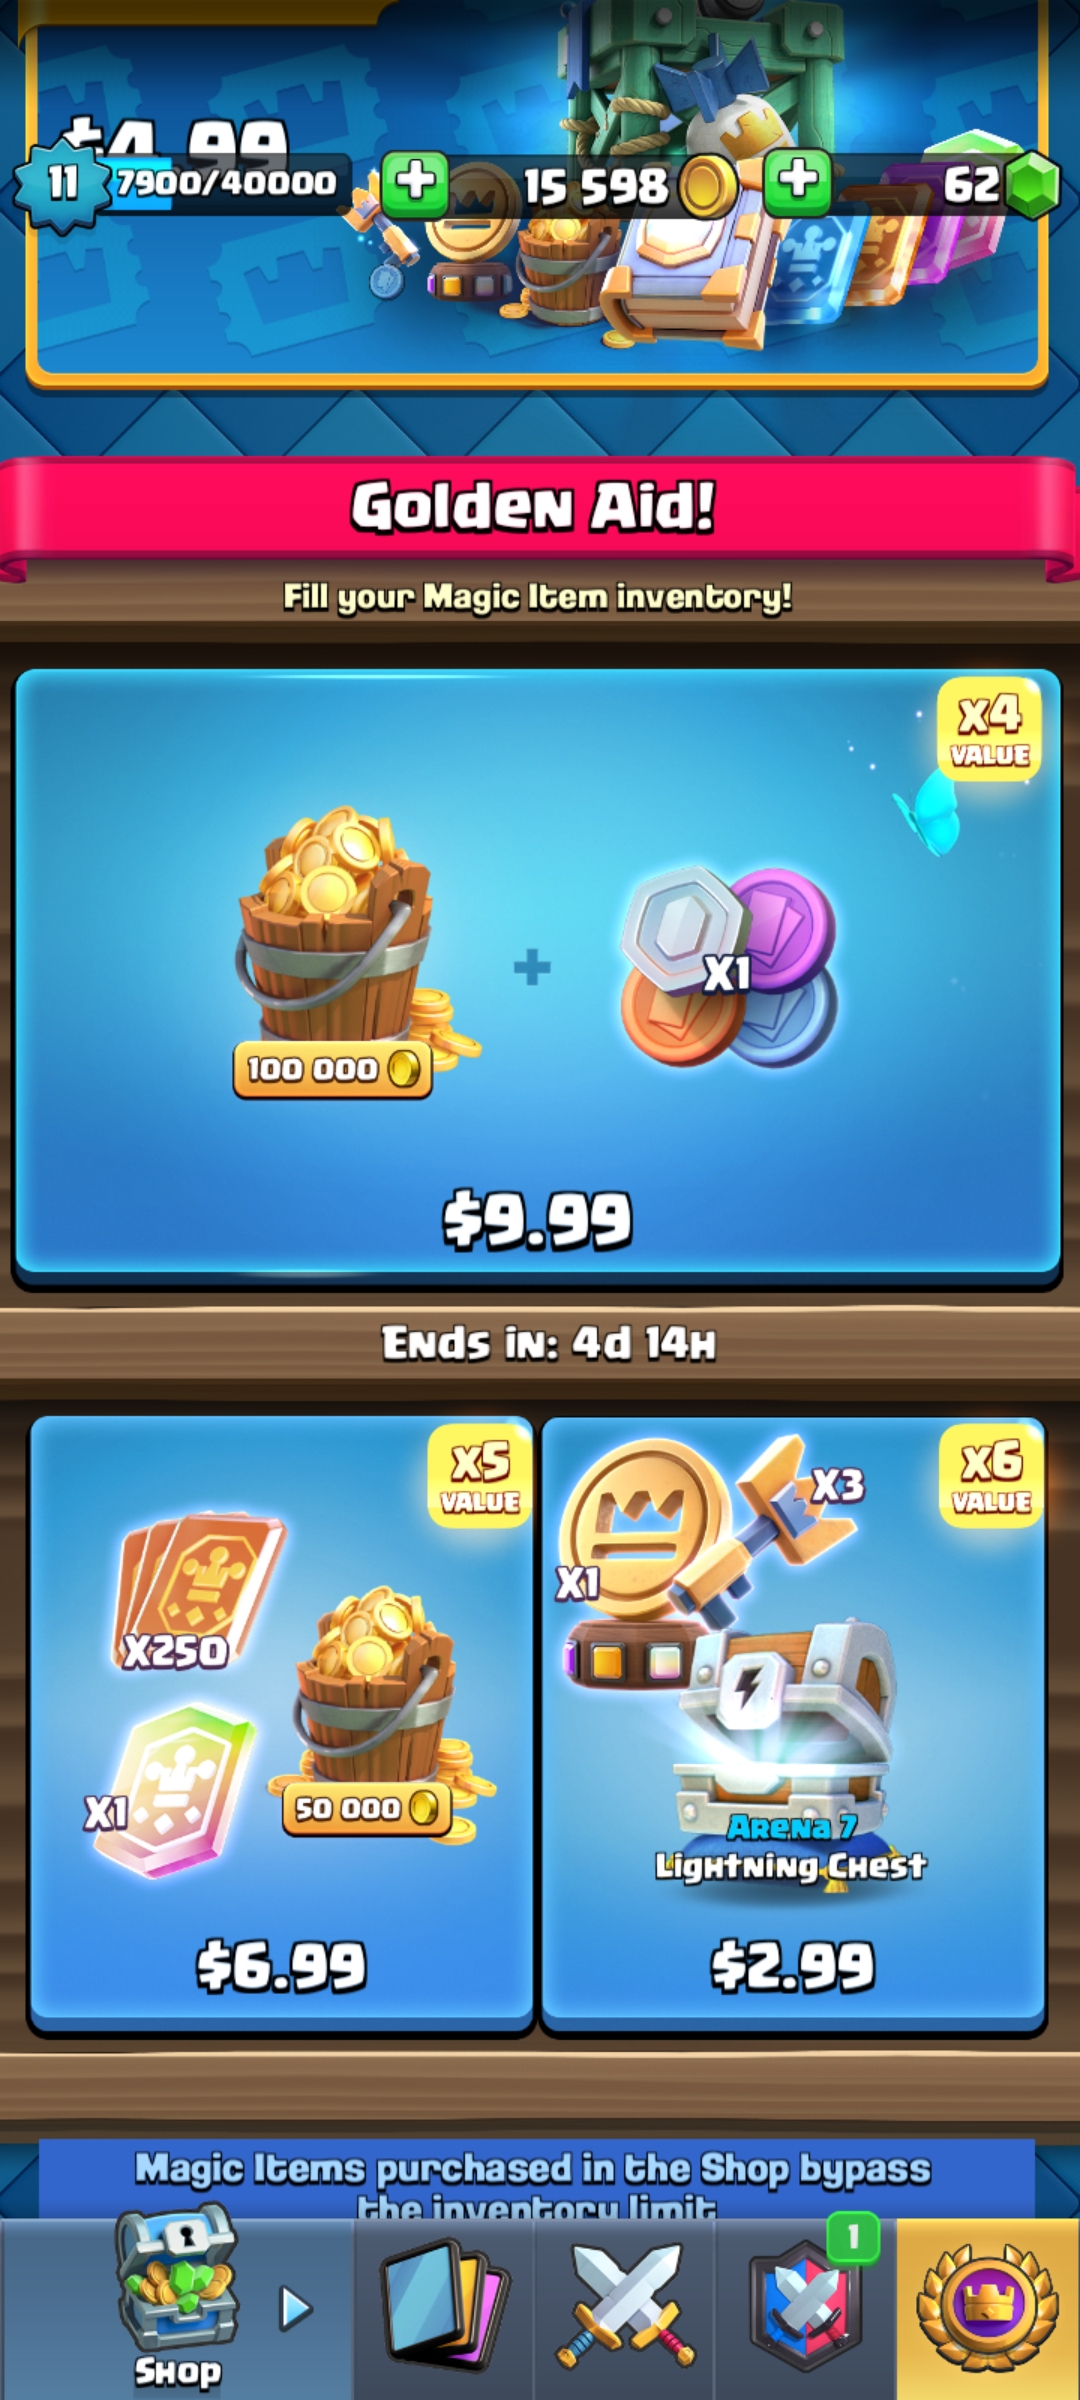 $4.99
11
7900/40000
15 598
62
Golden Aid!
Fill your Magic Item inventory!
x4
VALUE
X1
100 000
$9.99
Ends in: 4d 14h
x5
VALUE
X250
X1
50 000
$6.99
x6
VALUE
X3
X1
Arena 7
Lightning Chest
$2.99
Magic Items purchased in the Shop bypass
the inventory limit
1
Shop